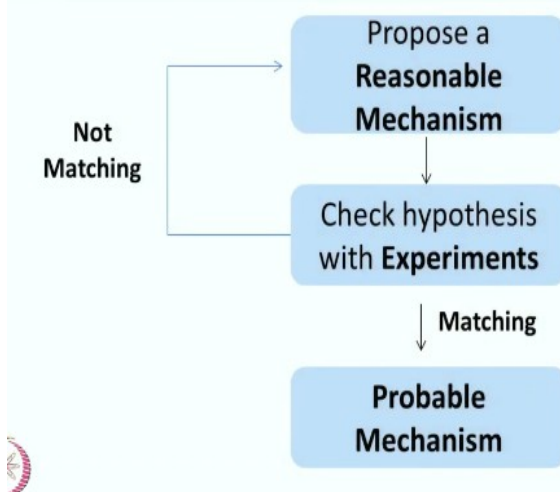 Propose a
Reasonable
Mechanism
Not
Matching
Check hypothesis
with Experiments
Matching
Probable
Mechanism